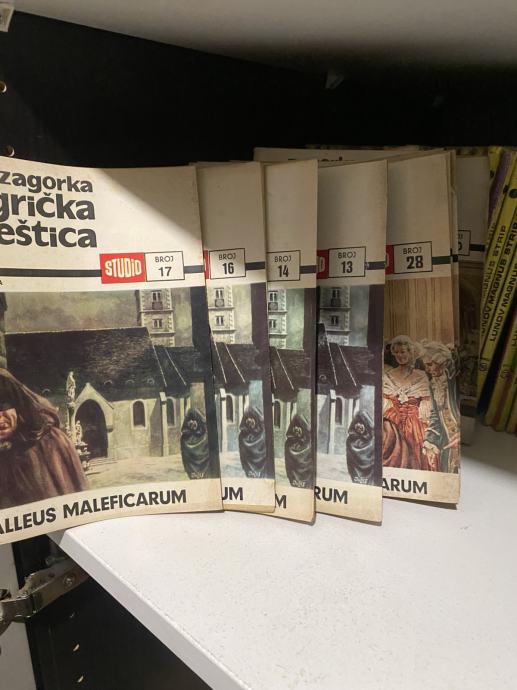 zagorka
grička
eštica
STUDIO
BROJ
17
ALLEUS MALEFICARUM
BROJ
16
UM
BROJ
14
M
BROJ
13
RUM
BROJ
28
ARUM
LUNOV MAGNUS STRIP
LUNOV MAGNUS STRIP